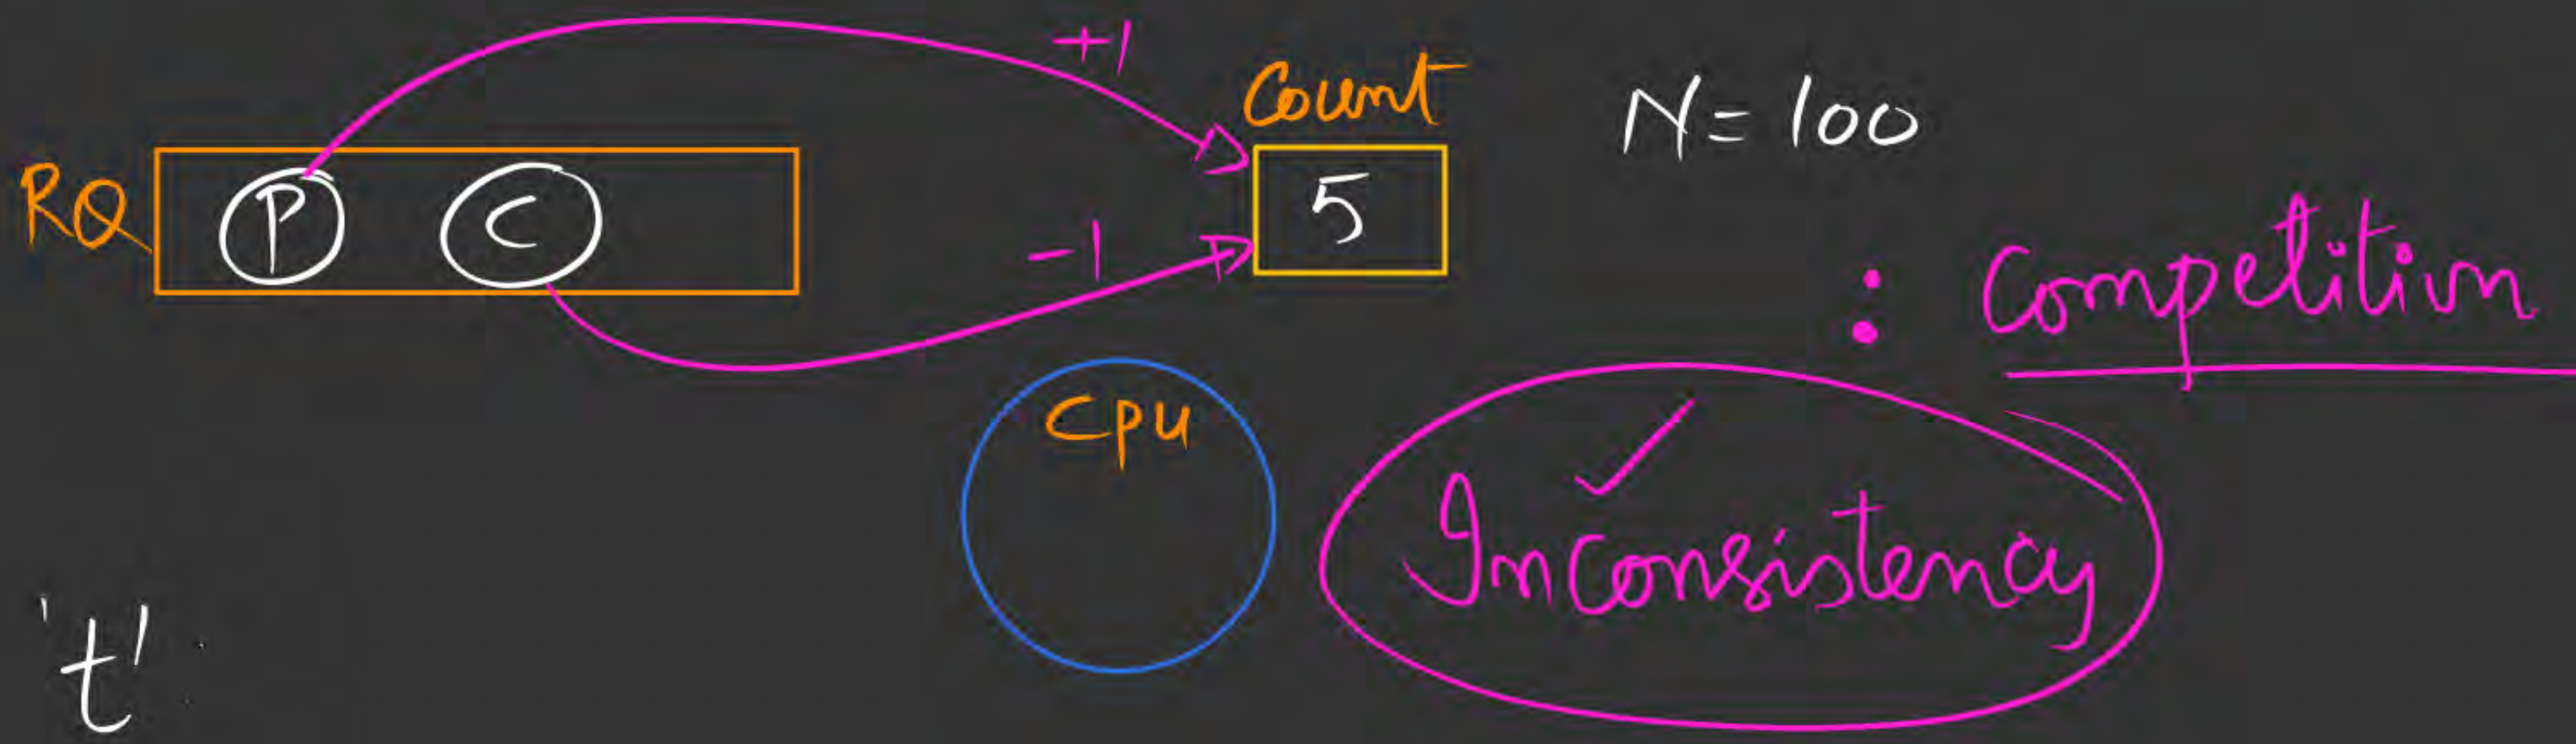 +1
Count
N = 100
RQ
P
C
5
-1
: Competition
CPU
Inconsistency
't'